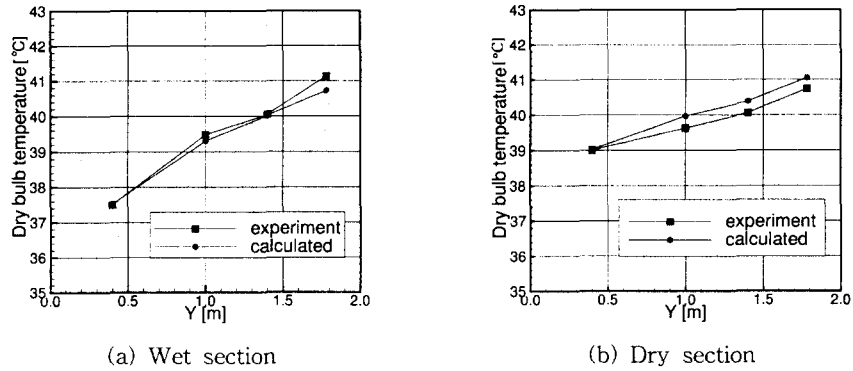 43
42
41
40
39
38
37
36
35
Dry bulb temperature[°C]
experiment
calculated
0.0 0.5 1.0 1.5 2.0
Y [m]
(a) Wet section
43
42
41
40
39
38
37
36
35
Dry bulb temperature[°C]
experiment
calculated
0.0 0.5 1.0 1.5 2.0
Y [m]
(b) Dry section